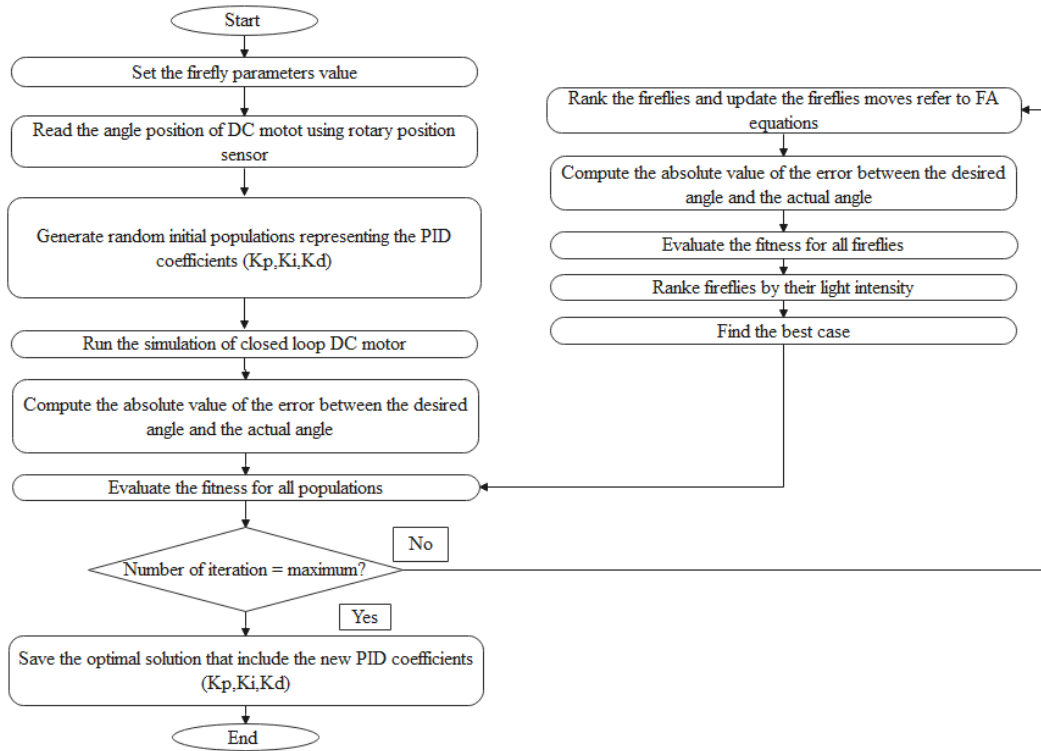 Start
Set the firefly parameters value
Read the angle position of DC motot using rotary position
sensor
Generate random initial populations representing the PID
coefficients (Kp,Ki,Kd)
Run the simulation of closed loop DC motor
Compute the absolute value of the error between the desired
angle and the actual angle
Evaluate the fitness for all populations
Number of iteration = maximum?
No
Yes
Save the optimal solution that include the new PID coefficients
(Kp,Ki,Kd)
End
Rank the fireflies and update the fireflies moves refer to FA
equations
Compute the absolute value of the error between the desired
angle and the actual angle
Evaluate the fitness for all fireflies
Ranke fireflies by their light intensity
Find the best case